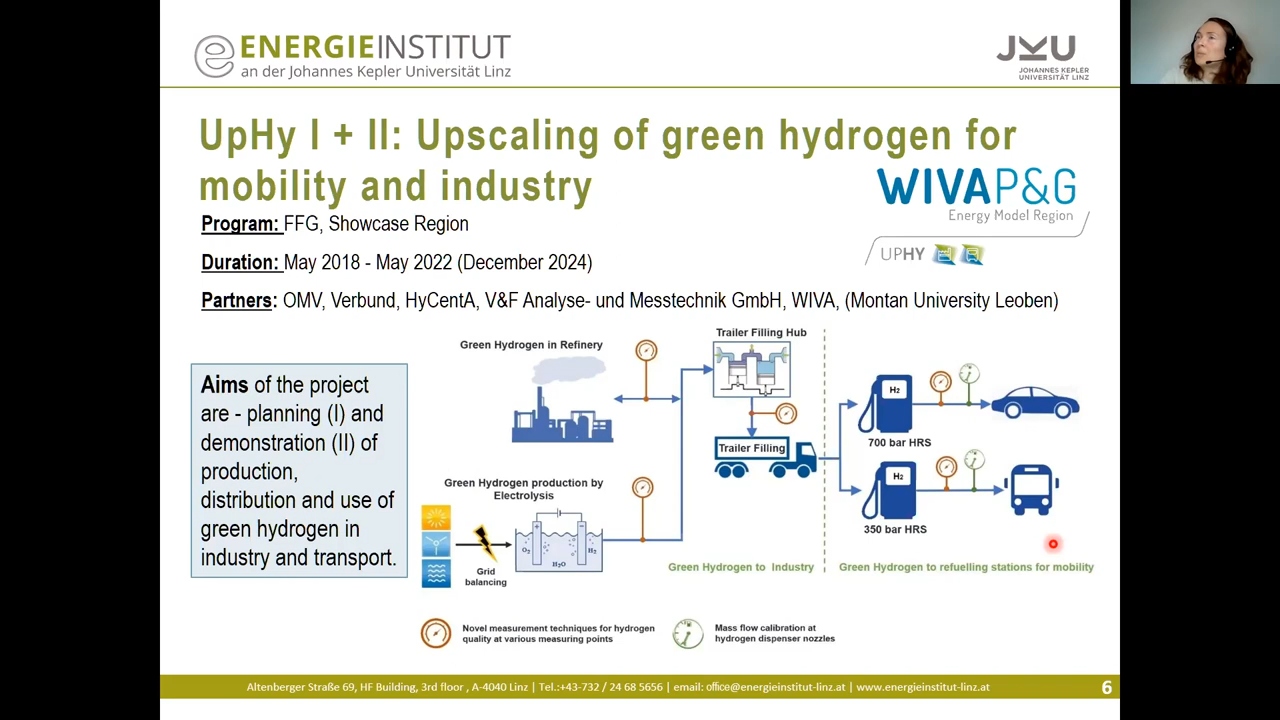 ENERGIEINSTITUT
an der Johannes Kepler Universität Linz
JKU
JOHANNES KEPLER
UNIVERSITÄT LINZ
UpHy I + II: Upscaling of green hydrogen for
mobility and industry
WIVAP&G
Energy Model Region
UPHY
Program: FFG, Showcase Region
Duration: May 2018 - May 2022 (December 2024)
Partners: OMV, Verbund, HyCentA, V&F Analyse- und Messtechnik GmbH, WIVA, (Montan University Leoben)
Aims of the project
are - planning (I) and
demonstration (II) of
production,
distribution and use of
green hydrogen in
industry and transport.
Green Hydrogen in Refinery
Trailer Filling Hub
Trailer Filling
H2
700 bar HRS
H2
350 bar HRS
Green Hydrogen production by
Electrolysis
+
−
O2
H2
H2O
Grid
balancing
Green Hydrogen to Industry
Green Hydrogen to refuelling stations for mobility
Novel measurement techniques for hydrogen
quality at various measuring points
Mass flow calibration at
hydrogen dispenser nozzles
Altenberger Straße 69, HF Building, 3rd floor , A-4040 Linz | Tel.:+43-732 / 24 68 5656 | email: office@energieinstitut-linz.at | www.energieinstitut-linz.at
6